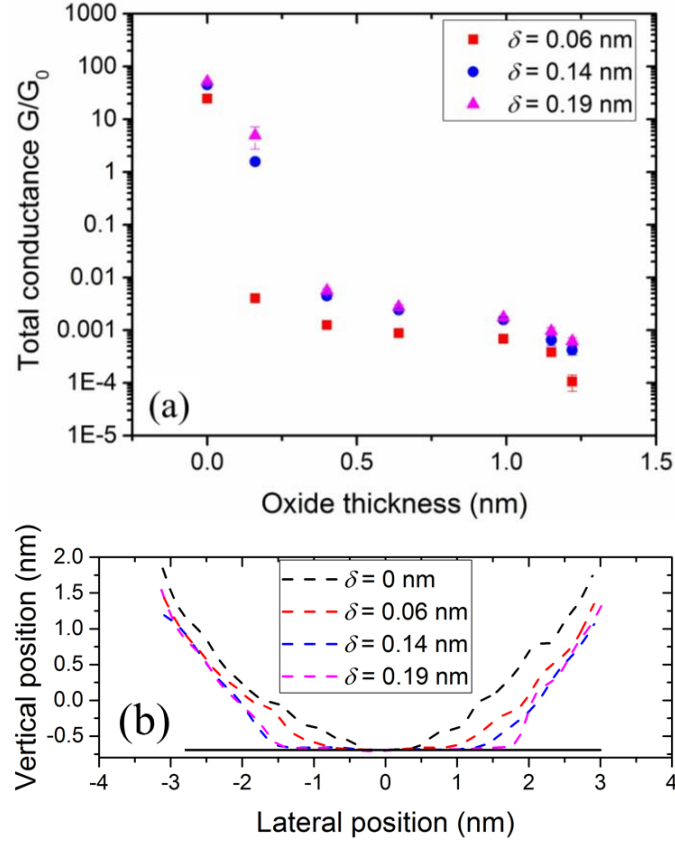 1000
100
10
1
0.1
0.01
0.001
1E-4
1E-5
Total conductance G/G₀
δ = 0.06 nm
δ = 0.14 nm
δ = 0.19 nm
(a)
0.0
0.5
1.0
1.5
Oxide thickness (nm)
2.0
1.5
1.0
0.5
0.0
-0.5
Vertical position (nm)
δ = 0 nm
δ = 0.06 nm
δ = 0.14 nm
δ = 0.19 nm
(b)
−4
−3
−2
−1
0
1
2
3
4
Lateral position (nm)